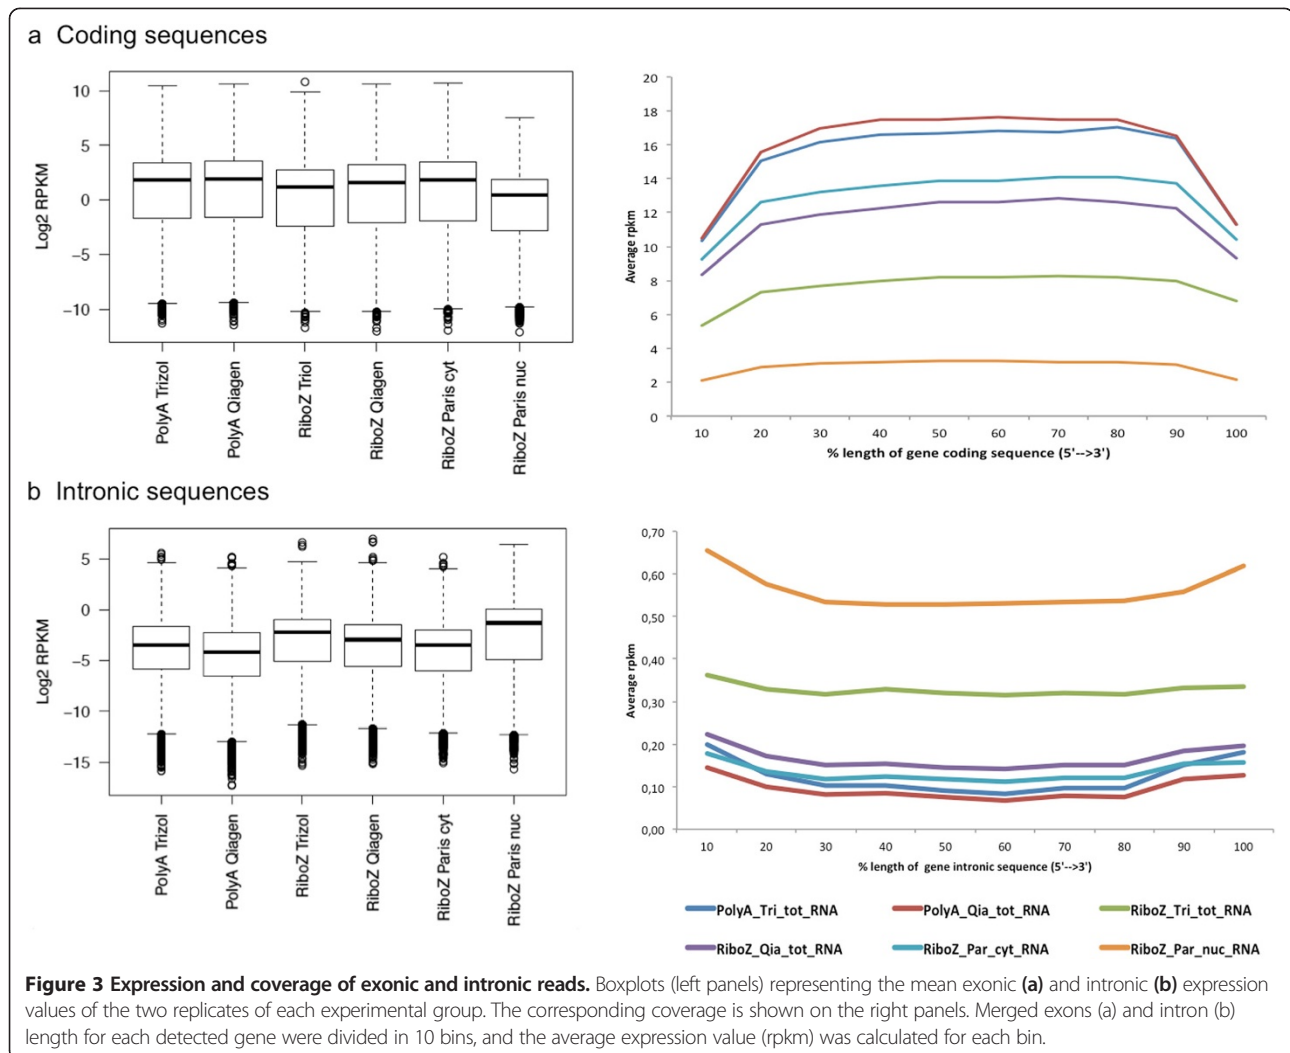 a Coding sequences
Log2 RPKM
10
5
0
−5
−10
PolyA Trizol
PolyA Qiagen
RiboZ Triol
RiboZ Qiagen
RiboZ Paris cyt
RiboZ Paris nuc
Average rpkm
20
18
16
14
12
10
8
6
4
2
0
10 20 30 40 50 60 70 80 90 100
% length of gene coding sequence (5'-->3')
b Intronic sequences
Log2 RPKM
5
0
−5
−10
−15
PolyA Trizol
PolyA Qiagen
RiboZ Trizol
RiboZ Qiagen
RiboZ Paris cyt
RiboZ Paris nuc
Average rpkm
0,70
0,60
0,50
0,40
0,30
0,20
0,10
0,00
10 20 30 40 50 60 70 80 90 100
% length of gene intronic sequence (5'-->3')
PolyA_Tri_tot_RNA PolyA_Qia_tot_RNA RiboZ_Tri_tot_RNA
RiboZ_Qia_tot_RNA RiboZ_Par_cyt_RNA RiboZ_Par_nuc_RNA
Figure 3 Expression and coverage of exonic and intronic reads. Boxplots (left panels) representing the mean exonic (a) and intronic (b) expression
values of the two replicates of each experimental group. The corresponding coverage is shown on the right panels. Merged exons (a) and intron (b)
length for each detected gene were divided in 10 bins, and the average expression value (rpkm) was calculated for each bin.